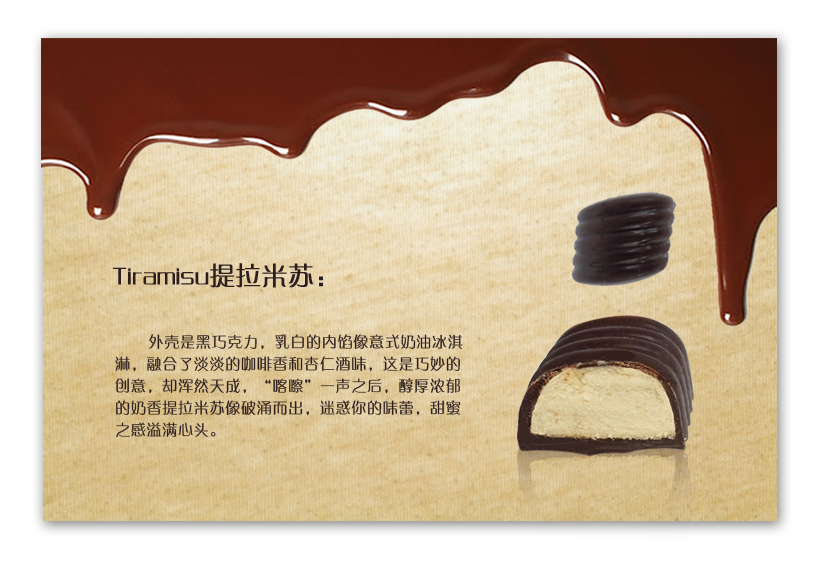 Tiramisu提拉米苏：
外壳是黑巧克力，乳白的内馅像意式奶油冰淇
淋，融合了淡淡的咖啡香和杏仁酒味，这是巧妙的
创意，却浑然天成，“喀嚓”一声之后，醇厚浓郁
的奶香提拉米苏像破涌而出，迷惑你的味蕾，甜蜜
之感溢满心头。